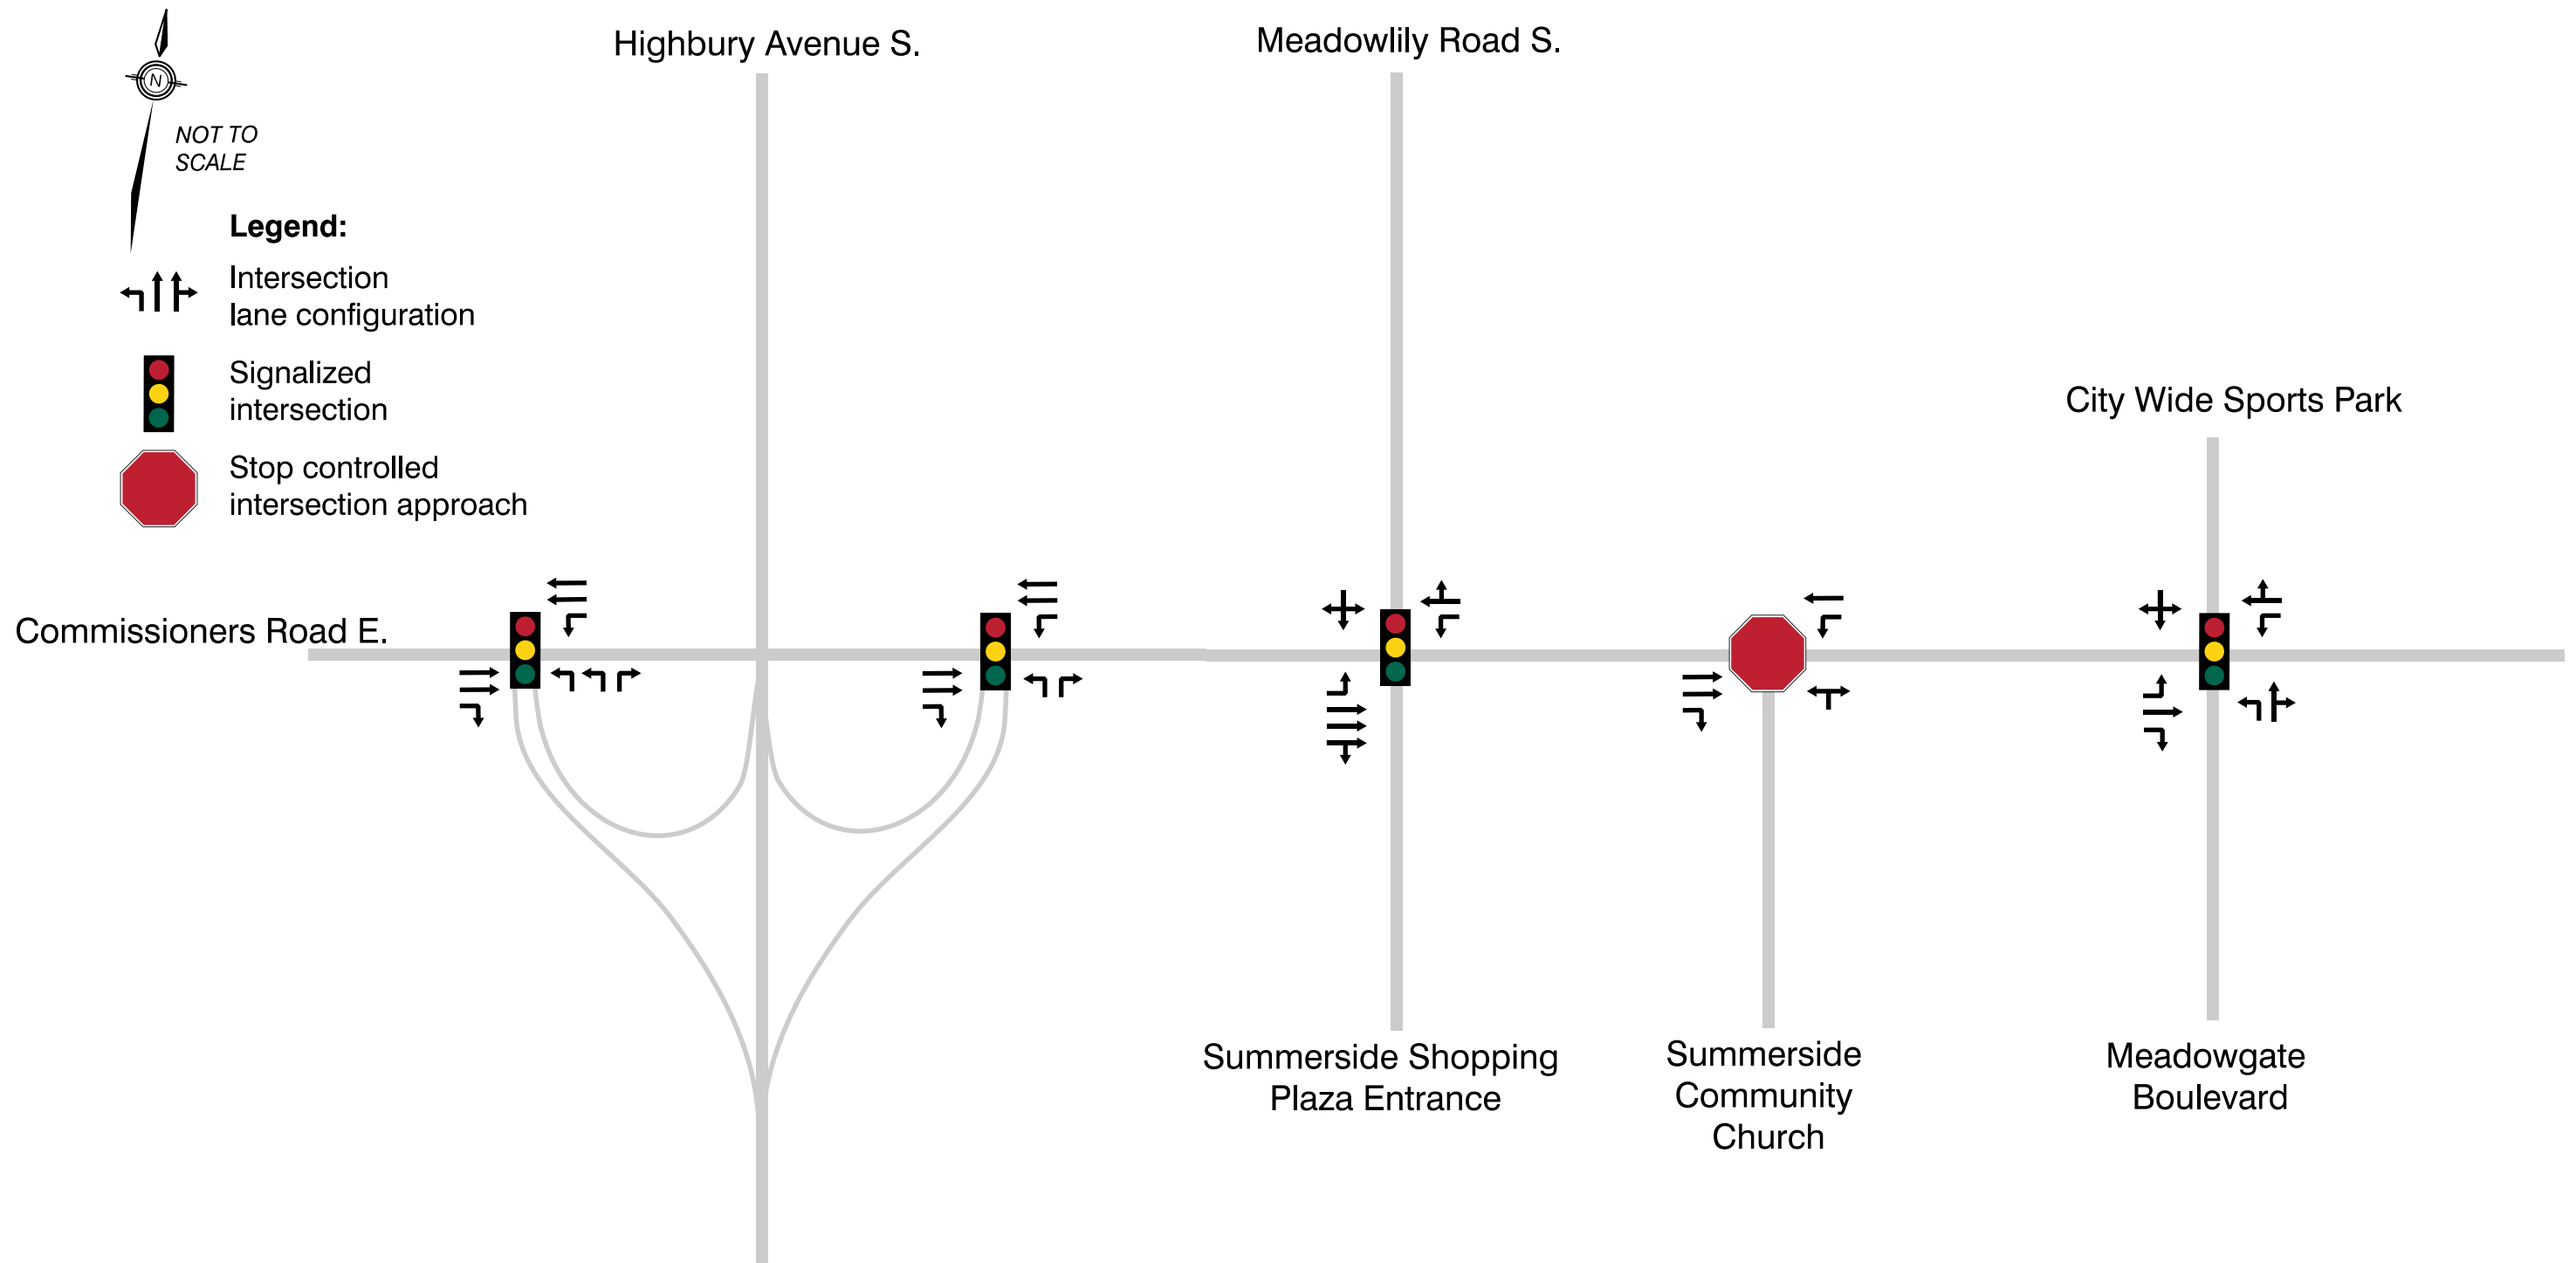 Highbury Avenue S.
Meadowlily Road S.
N
NOT TO
SCALE
Legend:
Intersection
lane configuration
Signalized
intersection
Stop controlled
intersection approach
City Wide Sports Park
Commissioners Road E.
Summerside Shopping
Plaza Entrance
Summerside
Community
Church
Meadowgate
Boulevard